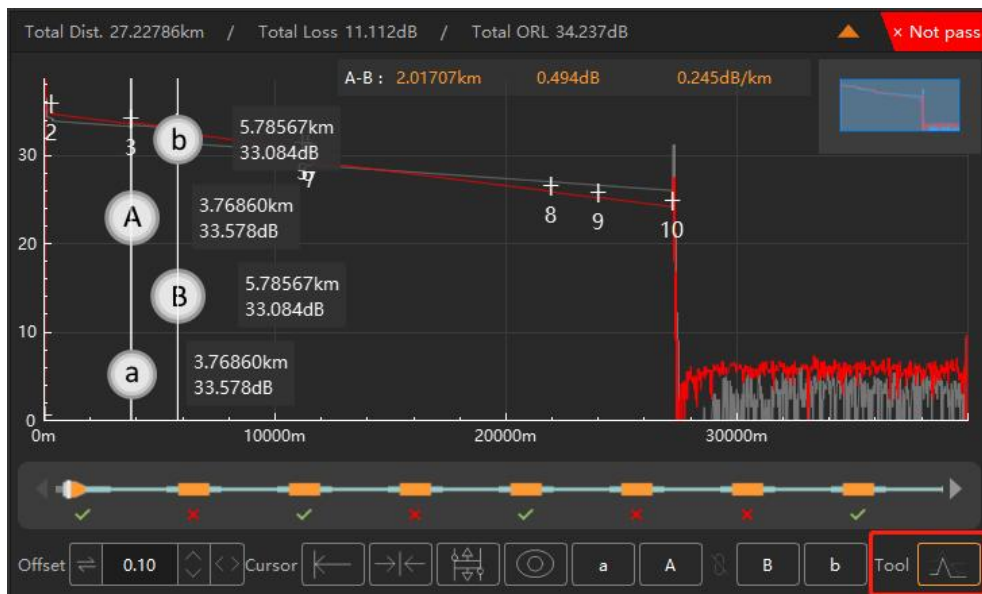 Total Dist. 27.22786km / Total Loss 11.112dB / Total ORL 34.237dB
× Not pass
A-B : 2.01707km 0.494dB 0.245dB/km
2
3
b
5.78567km
33.084dB
30
7
A
3.76860km
33.578dB
8
9
10
20
B
5.78567km
33.084dB
10
a
3.76860km
33.578dB
0
0m
10000m
20000m
30000m
Offset 0.10 Cursor a A B b Tool